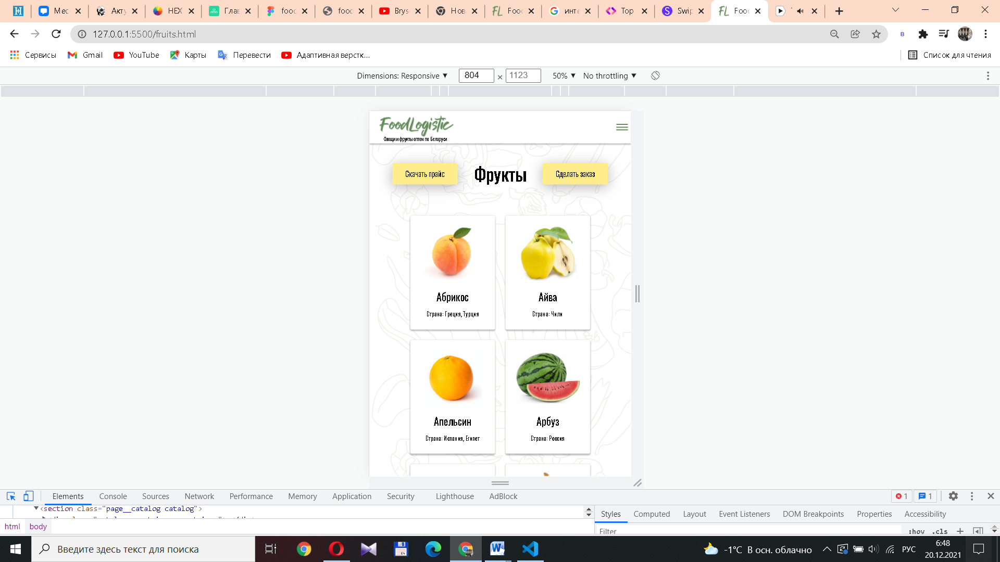 Мес
Акту
HEX
Глав
fooc
fooc
Brys
Нов
Food
инте
Top
Swip
Food
127.0.0.1:5500/fruits.html
Сервисы
Gmail
YouTube
Карты
Перевести
Адаптивная верстк...
Список для чтения
Dimensions: Responsive ▼ 804 × 1123 50% ▼ No throttling ▼
FoodLogistic
Овощи и фрукты оптом по Беларуси
Скачать прайс
Фрукты
Сделать заказ
Абрикос
Страна: Греция, Турция
Айва
Страна: Чили
Апельсин
Страна: Испания, Египет
Арбуз
Страна: Россия
Elements Console Sources Network Performance Memory Application Security Lighthouse AdBlock
1 1
▼<section class="page__catalog catalog">
html body
Styles Computed Layout Event Listeners DOM Breakpoints Properties Accessibility
Filter
:hov .cls +
Введите здесь текст для поиска
-1°C В осн. облачно
РУС
6:48
20.12.2021